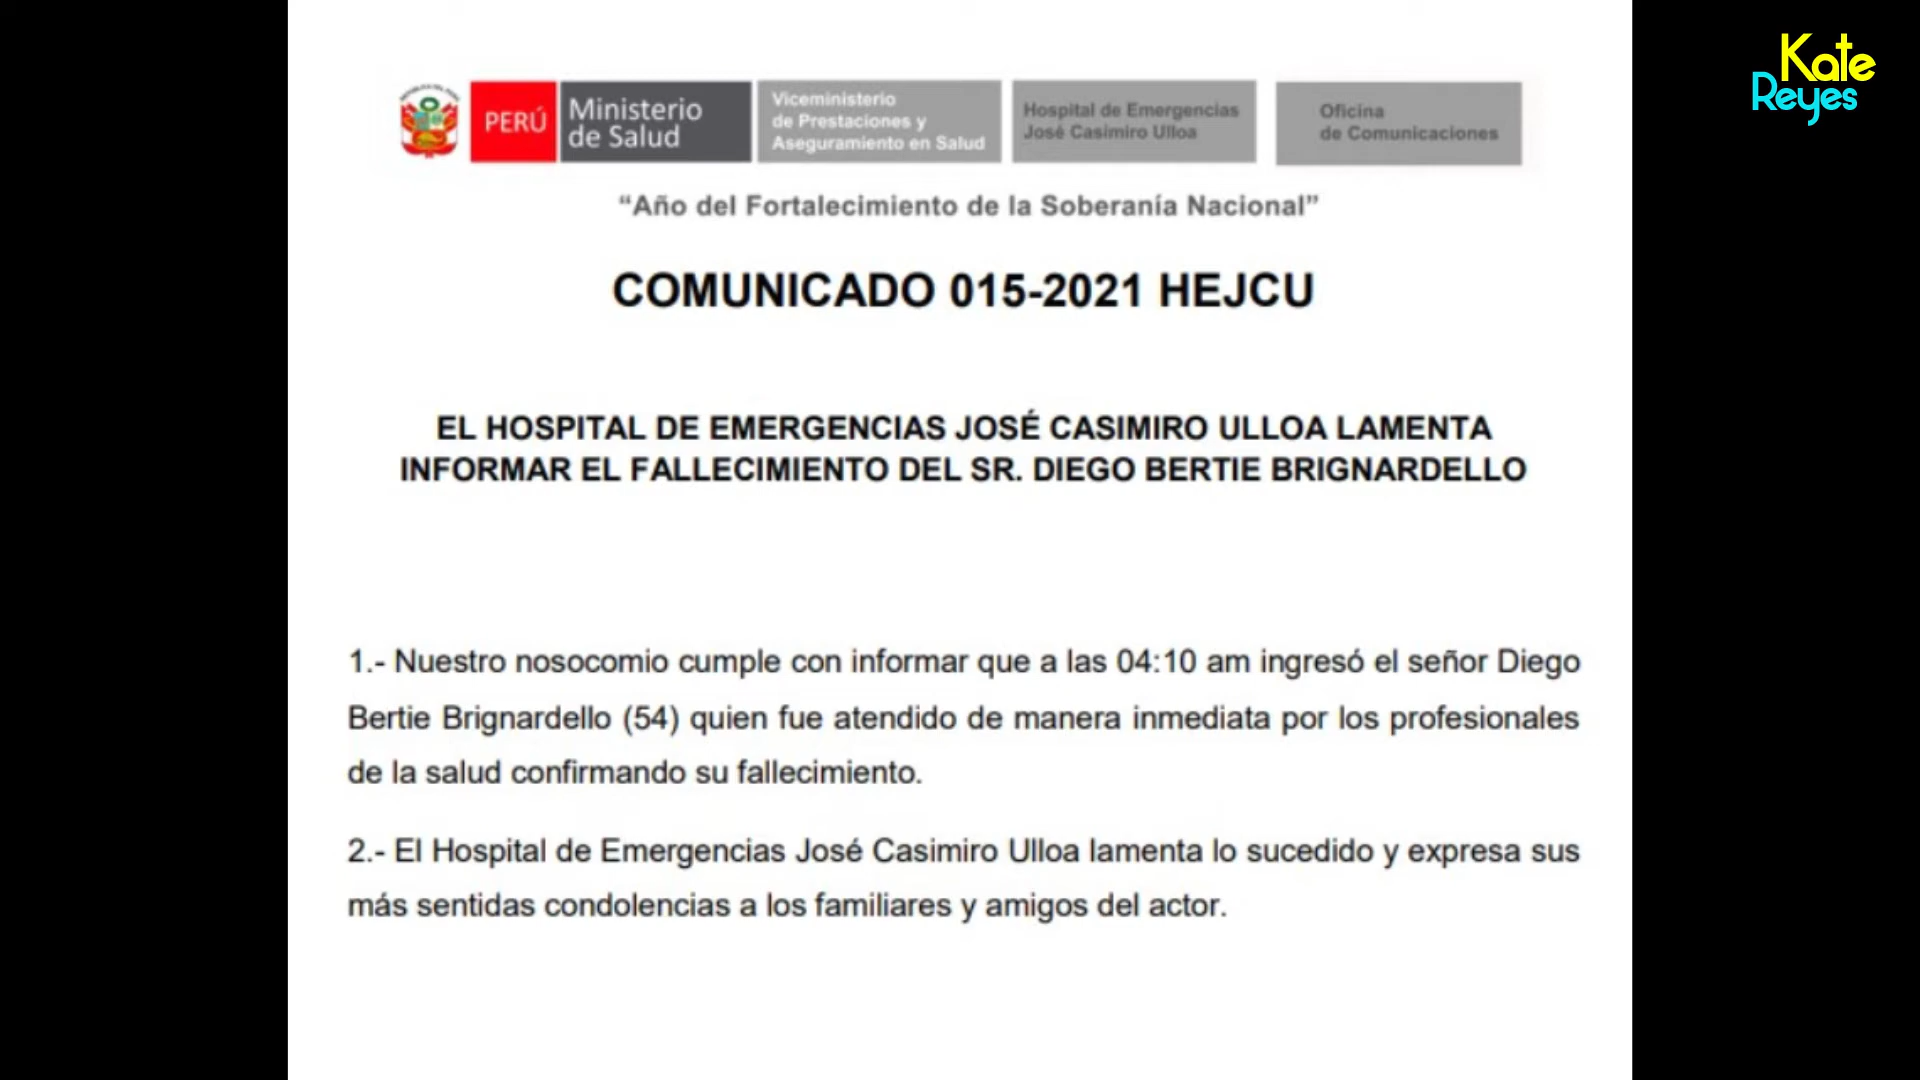 Kate
Reyes
PERÚ
Ministerio
de Salud
Viceministerio
de Prestaciones y
Aseguramiento en Salud
Hospital de Emergencias
José Casimiro Ulloa
Oficina
de Comunicaciones
“Año del Fortalecimiento de la Soberanía Nacional”
COMUNICADO 015-2021 HEJCU
EL HOSPITAL DE EMERGENCIAS JOSÉ CASIMIRO ULLOA LAMENTA
INFORMAR EL FALLECIMIENTO DEL SR. DIEGO BERTIE BRIGNARDELLO
1.- Nuestro nosocomio cumple con informar que a las 04:10 am ingresó el señor Diego
Bertie Brignardello (54) quien fue atendido de manera inmediata por los profesionales
de la salud confirmando su fallecimiento.
2.- El Hospital de Emergencias José Casimiro Ulloa lamenta lo sucedido y expresa sus
más sentidas condolencias a los familiares y amigos del actor.